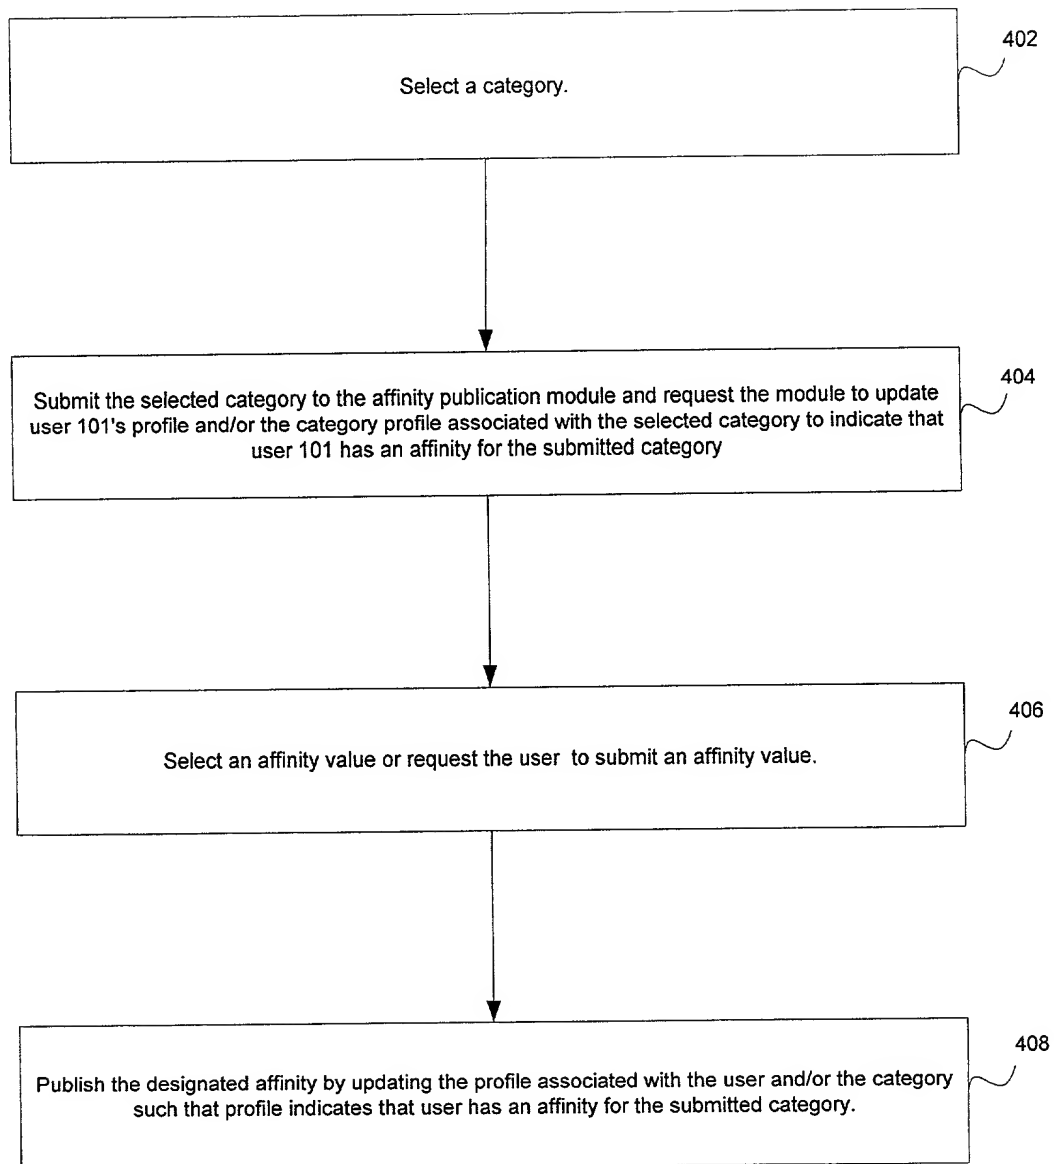 402
Select a category.
404
Submit the selected category to the affinity publication module and request the module to update
user 101's profile and/or the category profile associated with the selected category to indicate that
user 101 has an affinity for the submitted category
406
Select an affinity value or request the user to submit an affinity value.
408
Publish the designated affinity by updating the profile associated with the user and/or the category
such that profile indicates that user has an affinity for the submitted category.